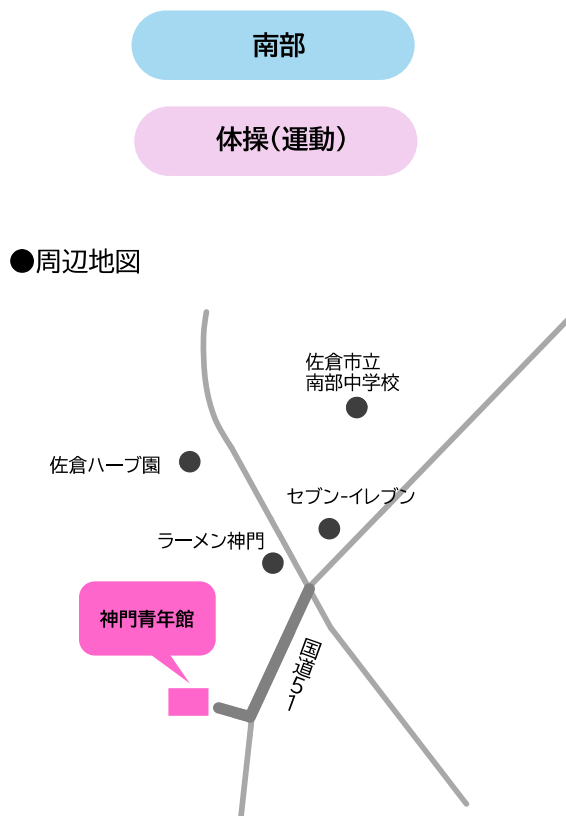 南部
体操(運動)
●周辺地図
佐倉市立
南部中学校
佐倉ハーブ園
セブン-イレブン
ラーメン神門
神門青年館
国道51